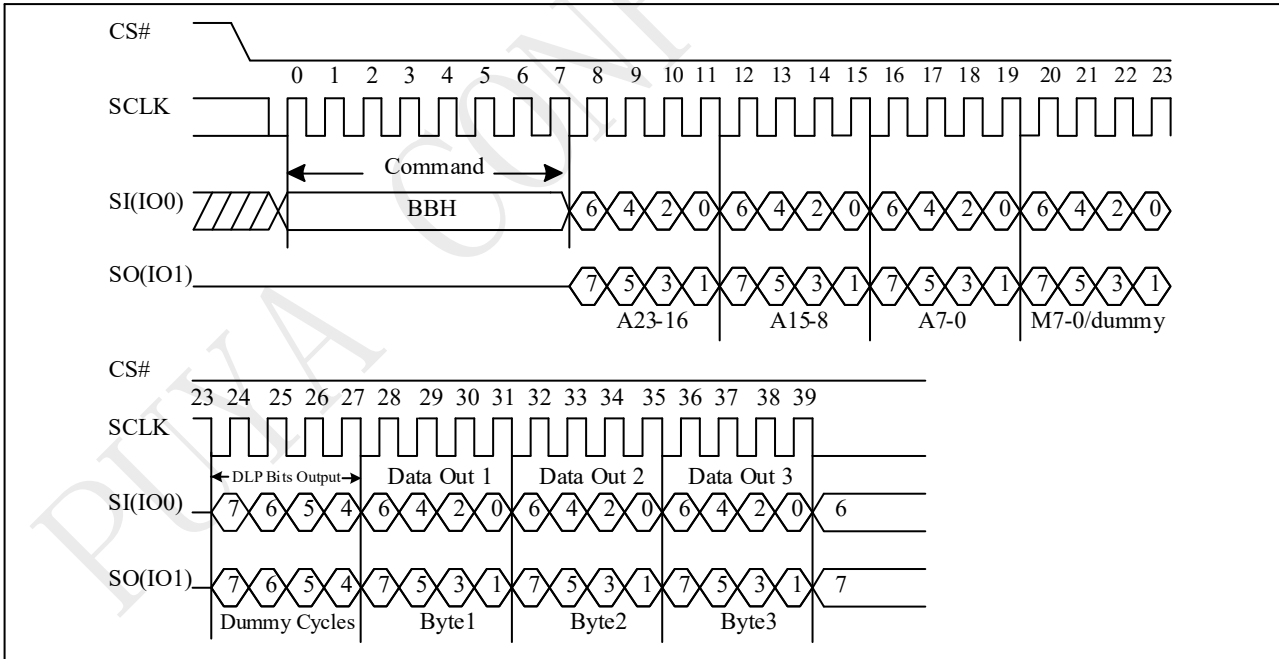 CS#
0 1 2 3 4 5 6 7 8 9 10 11 12 13 14 15 16 17 18 19 20 21 22 23
SCLK
Command
SI(IO0) BBH 6 4 2 0 6 4 2 0 6 4 2 0 6 4 2 0
SO(IO1) 7 5 3 1 7 5 3 1 7 5 3 1 7 5 3 1
A23-16 A15-8 A7-0 M7-0/dummy
CS#
23 24 25 26 27 28 29 30 31 32 33 34 35 36 37 38 39
SCLK
DLP Bits Output Data Out 1 Data Out 2 Data Out 3
SI(IO0) 7 6 5 4 6 4 2 0 6 4 2 0 6 4 2 0 6
SO(IO1) 7 6 5 4 7 5 3 1 7 5 3 1 7 5 3 1 7
Dummy Cycles Byte1 Byte2 Byte3
PUYA